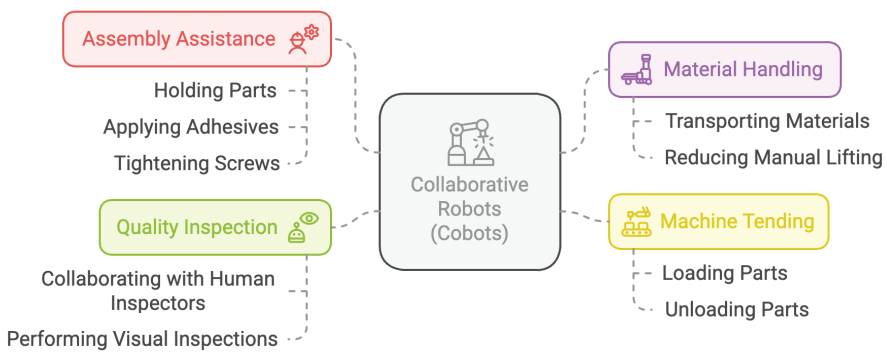 Assembly Assistance
Holding Parts
Applying Adhesives
Tightening Screws
Quality Inspection
Collaborating with Human
Inspectors
Performing Visual Inspections
Collaborative
Robots
(Cobots)
Material Handling
Transporting Materials
Reducing Manual Lifting
Machine Tending
Loading Parts
Unloading Parts